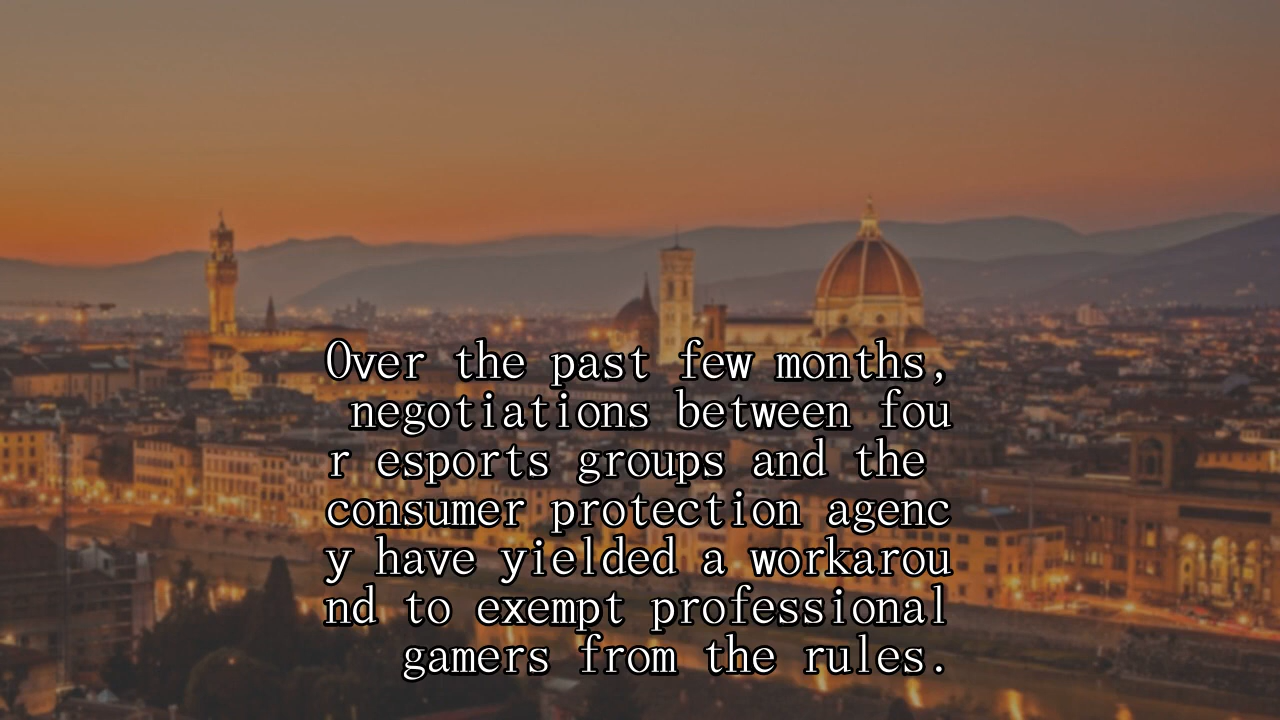 Over the past few months,
negotiations between fou
r esports groups and the
consumer protection agenc
y have yielded a workarou
nd to exempt professional
gamers from the rules.